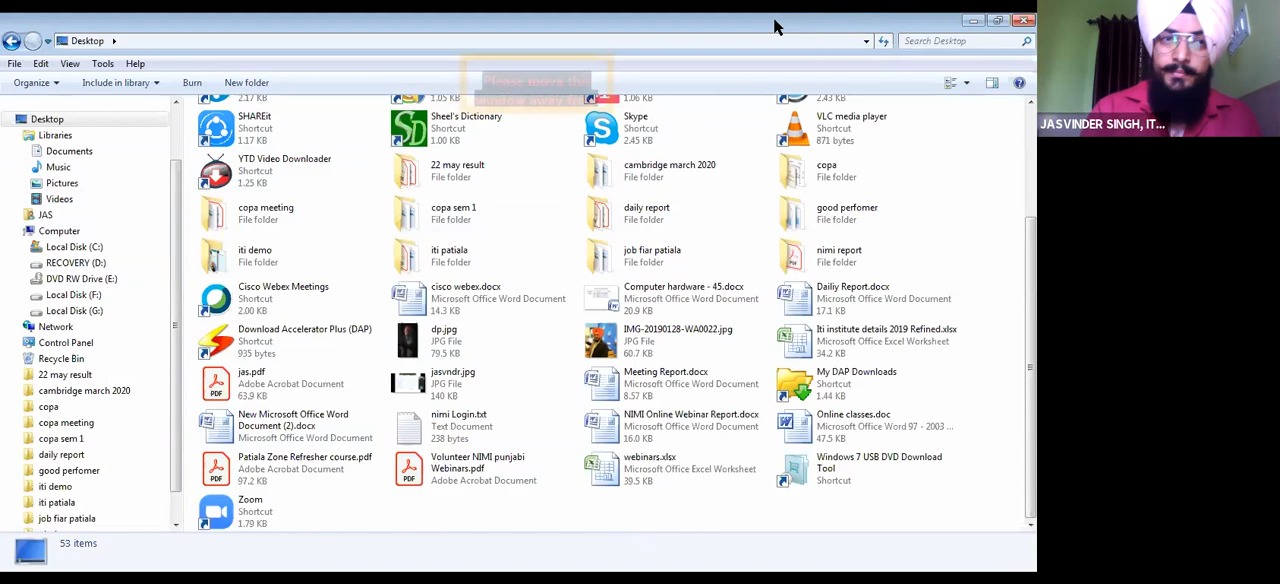 Desktop
Search Desktop
File Edit View Tools Help
Organize Include in library Burn New folder
Please move this
window away from
2.17 KB
1.05 KB
1.06 KB
2.43 KB
SHAREit
Shortcut
1.17 KB
Sheel's Dictionary
Shortcut
1.00 KB
Skype
Shortcut
2.45 KB
VLC media player
Shortcut
871 bytes
YTD Video Downloader
Shortcut
1.25 KB
22 may result
File folder
cambridge march 2020
File folder
copa
File folder
copa meeting
File folder
copa sem 1
File folder
daily report
File folder
good perfomer
File folder
iti demo
File folder
iti patiala
File folder
job fiar patiala
File folder
nimi report
File folder
Cisco Webex Meetings
Shortcut
2.00 KB
cisco webex.docx
Microsoft Office Word Document
14.3 KB
Computer hardware - 45.docx
Microsoft Office Word Document
20.9 KB
Dailiy Report.docx
Microsoft Office Word Document
17.1 KB
Download Accelerator Plus (DAP)
Shortcut
935 bytes
dp.jpg
JPG File
79.5 KB
IMG-20190128-WA0022.jpg
JPG File
60.7 KB
Iti institute details 2019 Refined.xlsx
Microsoft Office Excel Worksheet
34.2 KB
jas.pdf
Adobe Acrobat Document
63.9 KB
jasvndr.jpg
JPG File
140 KB
Meeting Report.docx
Microsoft Office Word Document
8.57 KB
My DAP Downloads
Shortcut
1.44 KB
New Microsoft Office Word
Document (2).docx
Microsoft Office Word Document
nimi Login.txt
Text Document
238 bytes
NIMI Online Webinar Report.docx
Microsoft Office Word Document
16.0 KB
Online classes.doc
Microsoft Office Word 97 - 2003 ...
47.5 KB
Patiala Zone Refresher course.pdf
Adobe Acrobat Document
97.2 KB
Volunteer NIMI punjabi
Webinars.pdf
Adobe Acrobat Document
webinars.xlsx
Microsoft Office Excel Worksheet
39.5 KB
Windows 7 USB DVD Download
Tool
Shortcut
Zoom
Shortcut
1.79 KB
Desktop
Libraries
Documents
Music
Pictures
Videos
JAS
Computer
Local Disk (C:)
RECOVERY (D:)
DVD RW Drive (E:)
Local Disk (F:)
Local Disk (G:)
Network
Control Panel
Recycle Bin
22 may result
cambridge march 2020
copa
copa meeting
copa sem 1
daily report
good perfomer
iti demo
iti patiala
job fiar patiala
53 items
JASVINDER SINGH, IT...